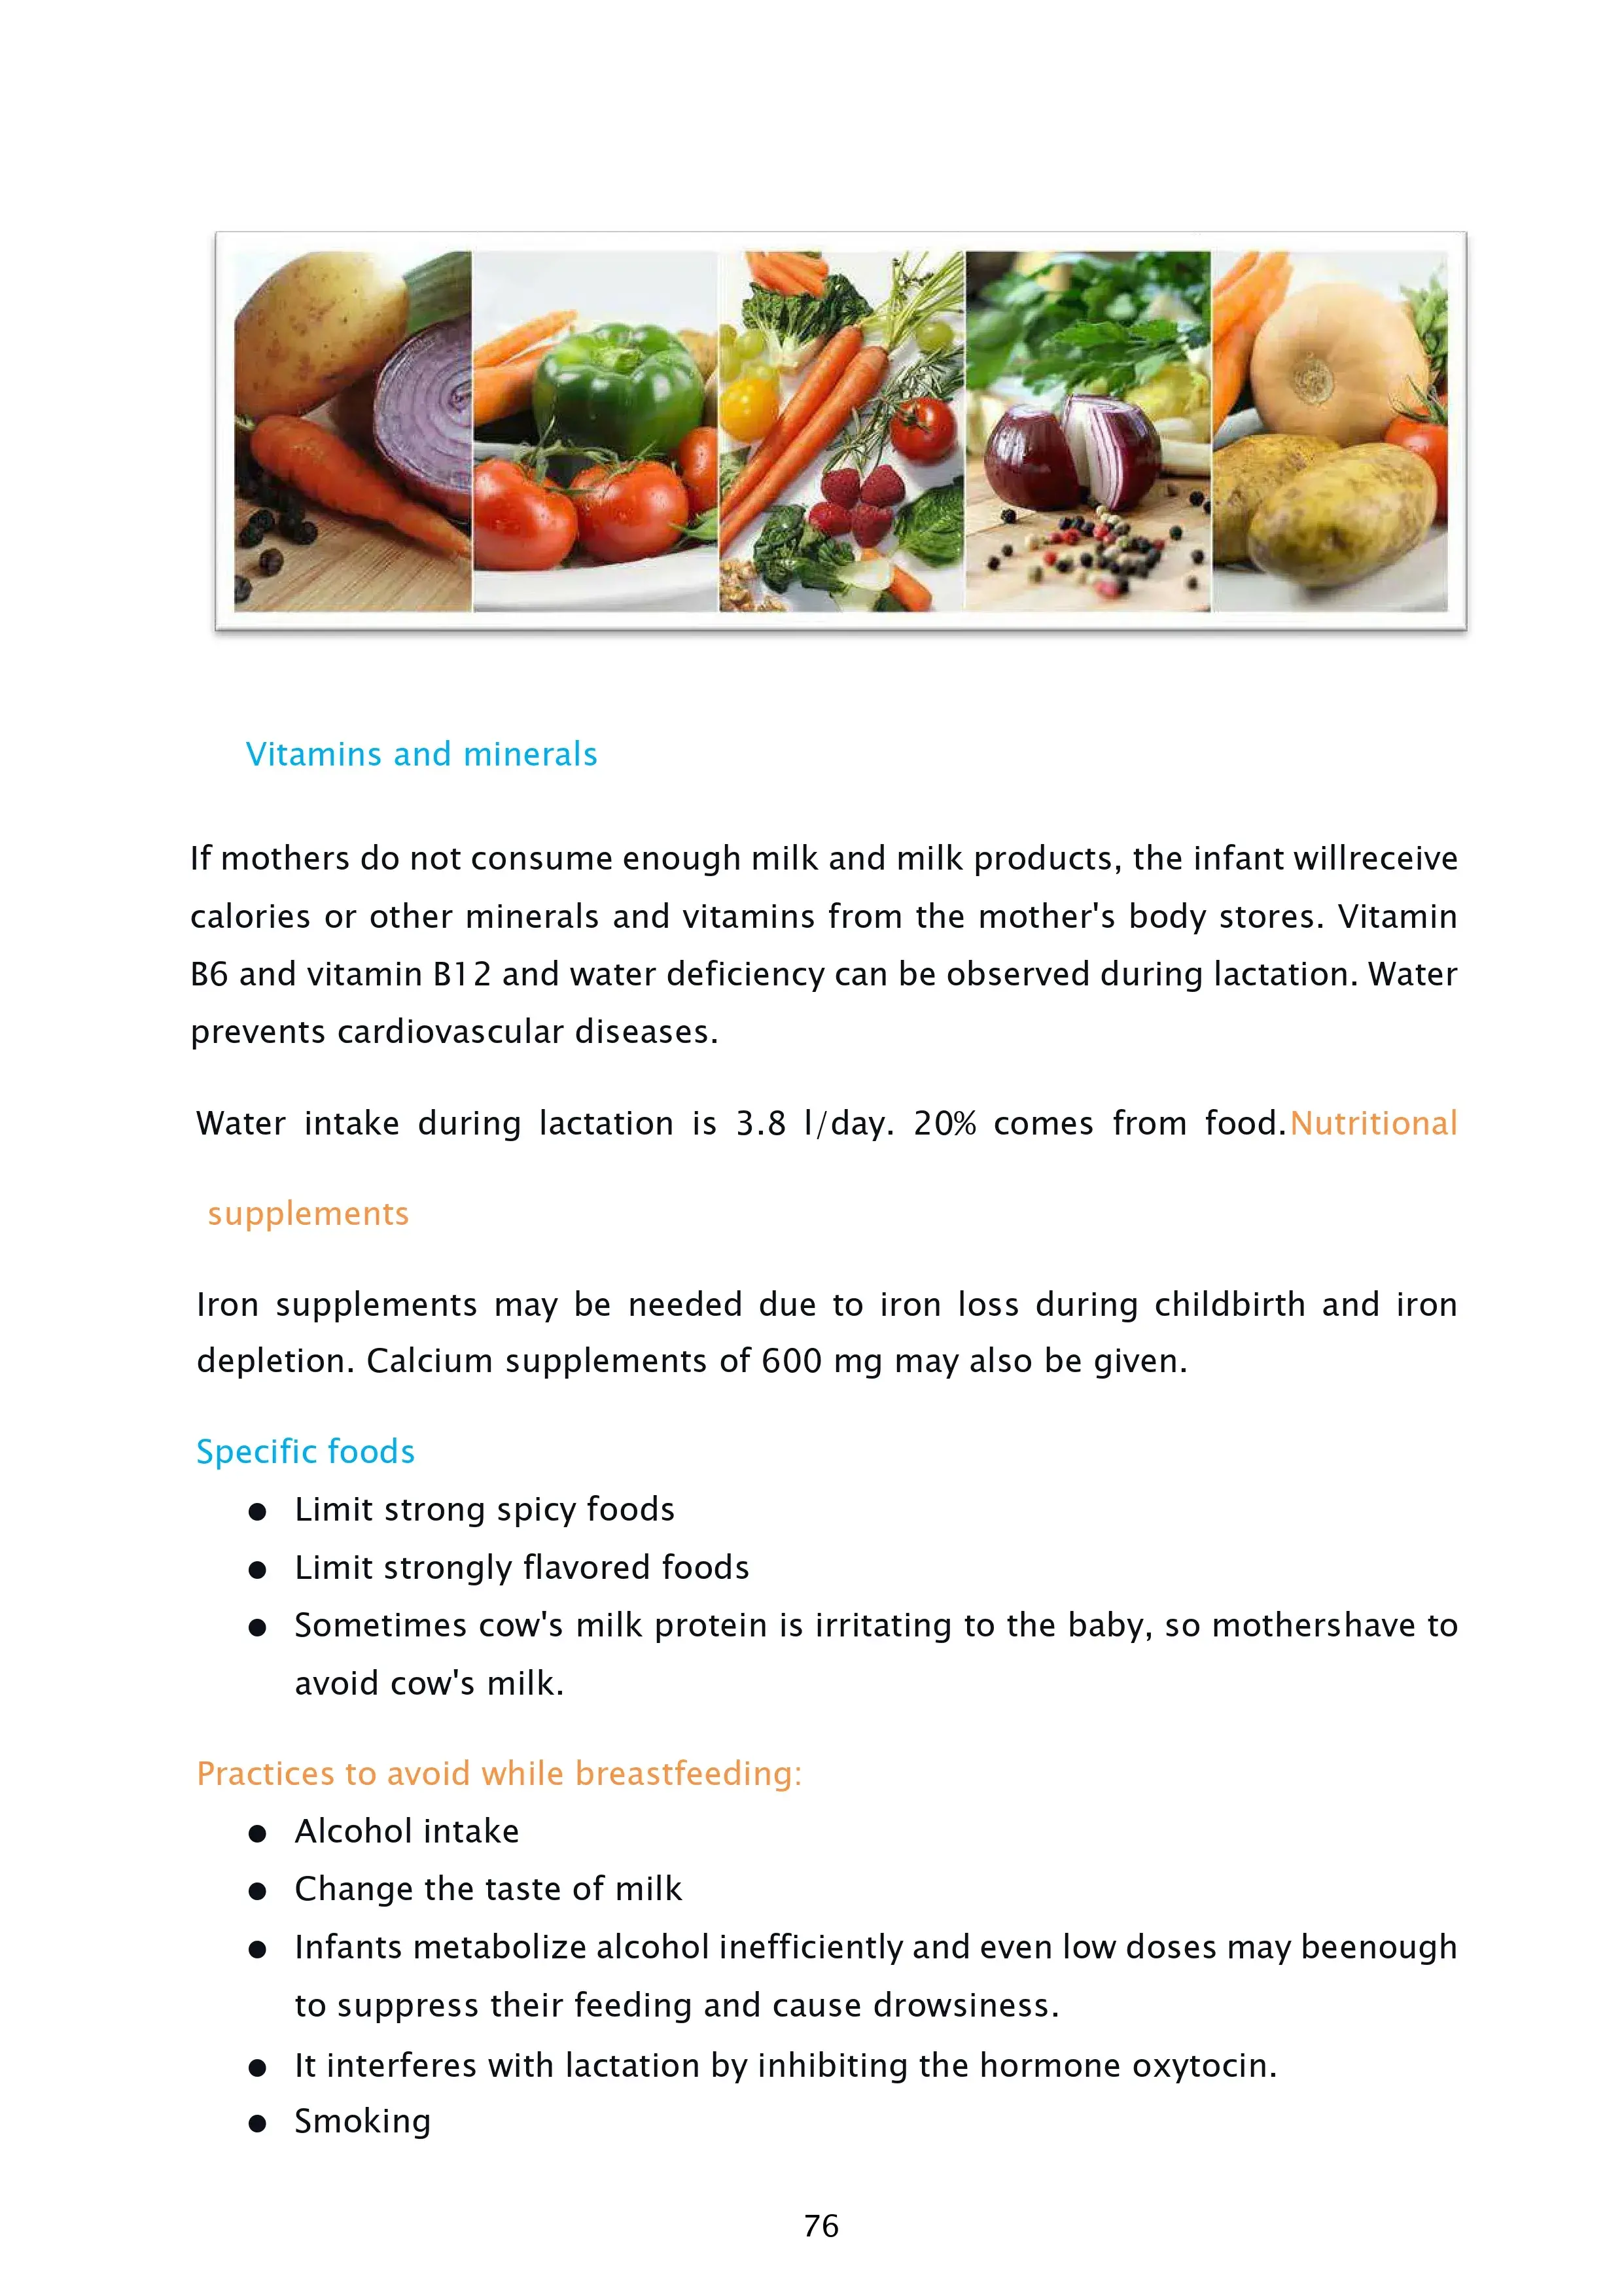 Vitamins and minerals
If mothers do not consume enough milk and milk products, the infant willreceive
calories or other minerals and vitamins from the mother's body stores. Vitamin
B6 and vitamin B12 and water deficiency can be observed during lactation. Water
prevents cardiovascular diseases.
Water intake during lactation is 3.8 l/day. 20% comes from food.Nutritional
supplements
Iron supplements may be needed due to iron loss during childbirth and iron
depletion. Calcium supplements of 600 mg may also be given.
Specific foods
● Limit strong spicy foods
● Limit strongly flavored foods
● Sometimes cow's milk protein is irritating to the baby, so mothershave to
avoid cow's milk.
Practices to avoid while breastfeeding:
● Alcohol intake
● Change the taste of milk
● Infants metabolize alcohol inefficiently and even low doses may beenough
to suppress their feeding and cause drowsiness.
● It interferes with lactation by inhibiting the hormone oxytocin.
● Smoking
76